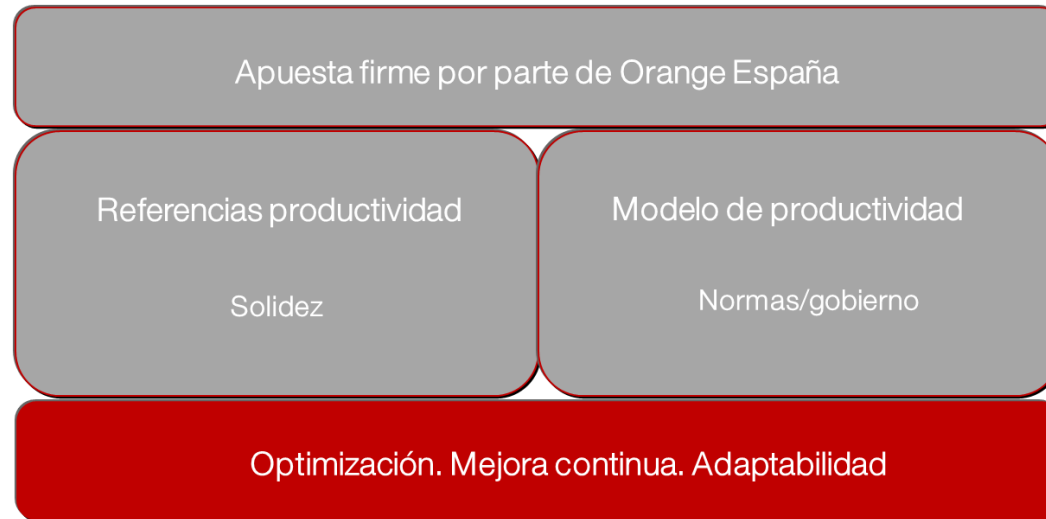 Apuesta firme por parte de Orange España
Referencias productividad
Solidez
Modelo de productividad
Normas/gobierno
Optimización. Mejora continua. Adaptabilidad